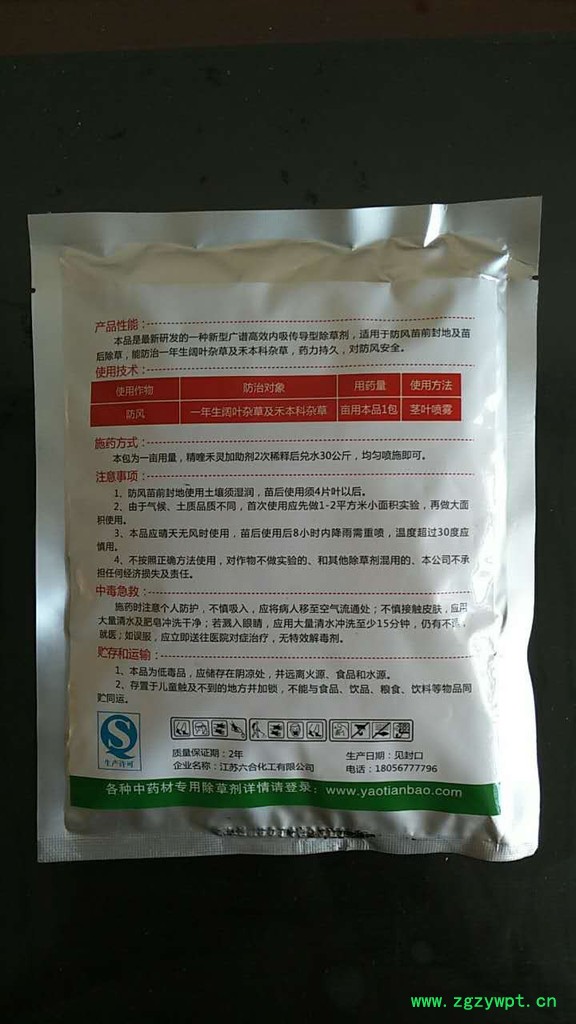 产品性能：
本品是最新研发的一种新型广谱高效内吸传导型除草剂，适用于防风苗前封地及苗
后除草，能防治一年生阔叶杂草及禾本科杂草，药力持久，对防风安全。
使用技术：
使用作物 防治对象 用药量 使用方法
防风 一年生阔叶杂草及禾本科杂草 亩用本品1包 茎叶喷雾
施药方式：
本包为一亩用量，精喹禾灵加助剂2次稀释后兑水30公斤，均匀喷施即可。
注意事项：
1、防风苗前封地使用土壤须湿润，苗后使用须4片叶以后。
2、由于气候、土质品质不同，首次使用应先做1-2平方米小面积实验，再做大面
积使用。
3、本品应晴天无风时使用，苗后使用后8小时内降雨需重喷，温度超过30度应
慎用。
4、不按照正确方法使用，对作物不做实验的、和其他除草剂混用的、本公司不承
担任何经济损失及责任。
中毒急救：
施药时注意个人防护，不慎吸入，应将病人移至空气流通处；不慎接触皮肤，应用
大量清水及肥皂冲洗干净；若溅入眼睛，应用大量清水冲洗至少15分钟，仍有不
就医；如误服，应立即送往医院对症治疗，无特效解毒剂。
贮存和运输：
1、本品为低毒品，应储存在阴凉处，并远离火源、食品和水源。
2、存置于儿童触及不到的地方并加锁，不能与食品、饮品、粮食、饮料等物品同
贮同运。
生产许可
质量保证期：2年 生产日期：见封口
企业名称：江苏六合化工有限公司 电话：18056777796
各种中药材专用除草剂详情请登录：www.yaotianbao.com
www.zgzywpt.cn